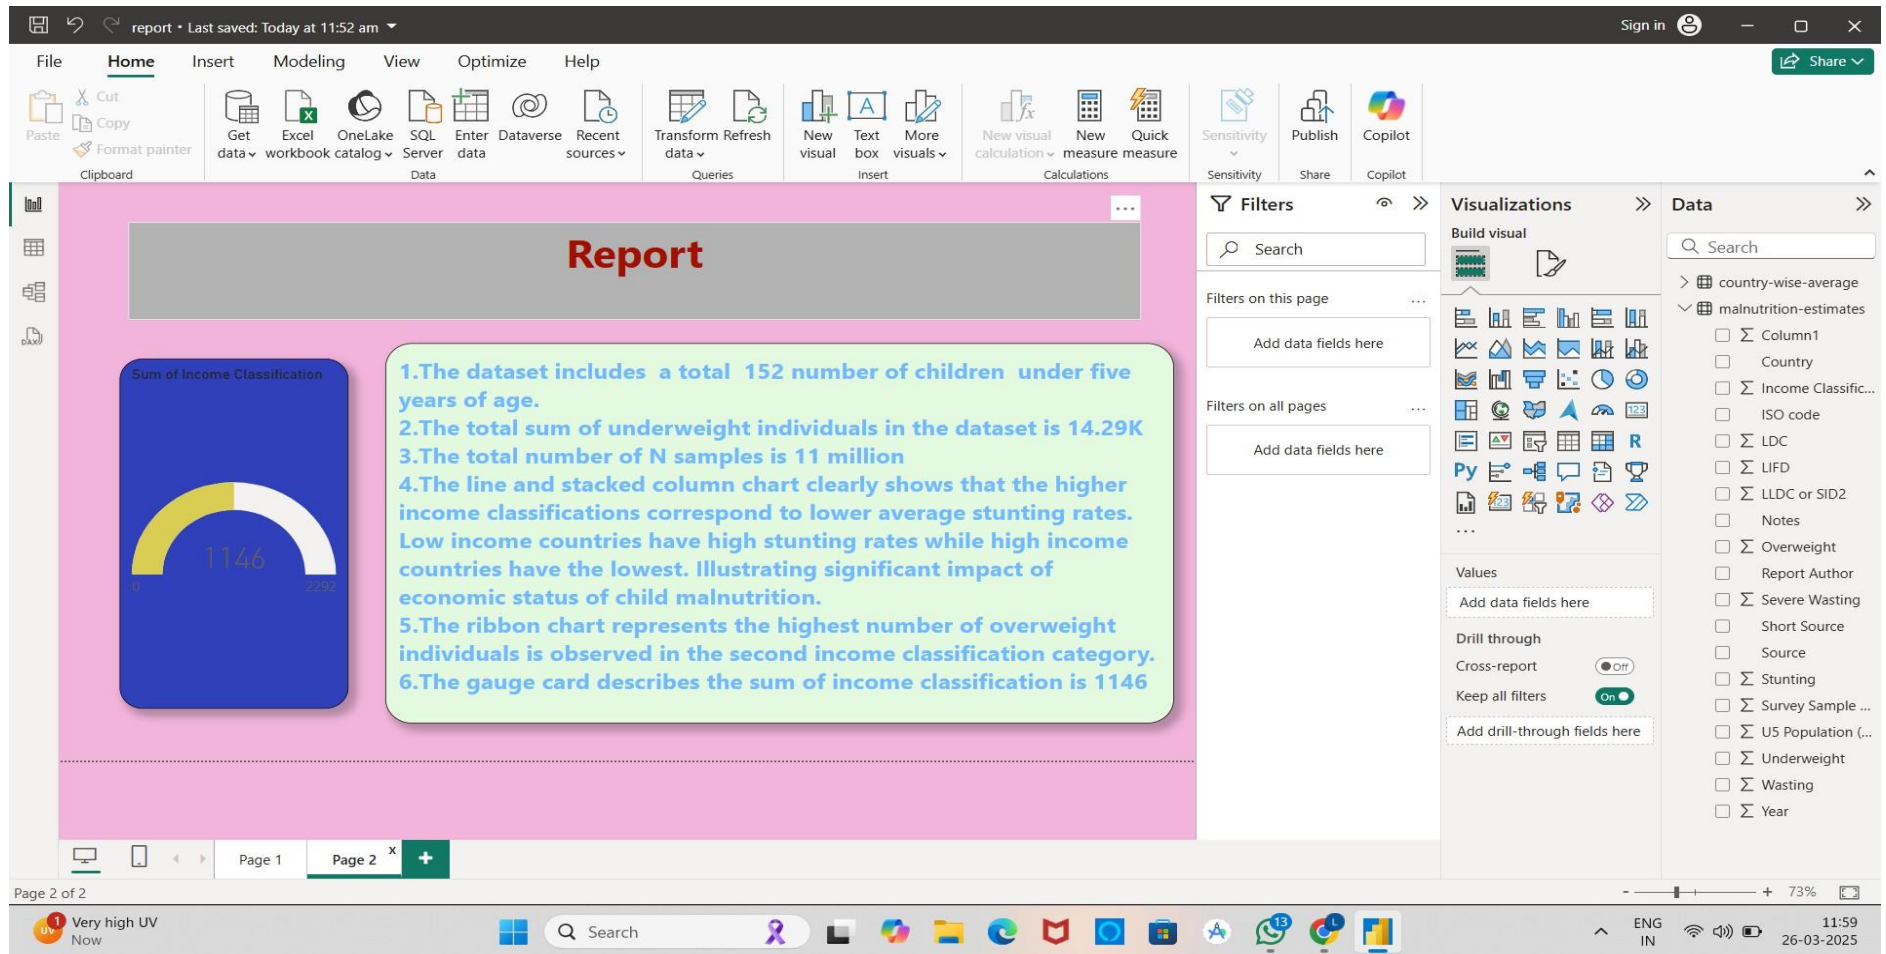 report • Last saved: Today at 11:52 am
Sign in
File Home Insert Modeling View Optimize Help
Share
Paste
Cut
Copy
Format painter
Clipboard
Get data
Excel workbook
OneLake catalog
SQL Server
Enter data
Dataverse
Recent sources
Data
Transform data
Refresh
Queries
New visual
Text box
More visuals
Insert
New visual calculation
New measure
Quick measure
Calculations
Sensitivity
Sensitivity
Publish
Share
Copilot
Copilot
Report
Sum of Income Classification
1146
0
2292
1.The dataset includes a total 152 number of children under five
years of age.
2.The total sum of underweight individuals in the dataset is 14.29K
3.The total number of N samples is 11 million
4.The line and stacked column chart clearly shows that the higher
income classifications correspond to lower average stunting rates.
Low income countries have high stunting rates while high income
countries have the lowest. Illustrating significant impact of
economic status of child malnutrition.
5.The ribbon chart represents the highest number of overweight
individuals is observed in the second income classification category.
6.The gauge card describes the sum of income classification is 1146
Filters
Search
Filters on this page
Add data fields here
Filters on all pages
Add data fields here
Visualizations
Build visual
123
R
Py
Values
Add data fields here
Drill through
Cross-report
Off
Keep all filters
On
Add drill-through fields here
Data
Search
country-wise-average
malnutrition-estimates
Column1
Country
Income Classific...
ISO code
LDC
LIFD
LLDC or SID2
Notes
Overweight
Report Author
Severe Wasting
Short Source
Source
Stunting
Survey Sample ...
U5 Population (...
Underweight
Wasting
Year
Page 1
Page 2
Page 2 of 2
73%
1
UV
Very high UV
Now
Search
13
L
ENG
IN
11:59
26-03-2025